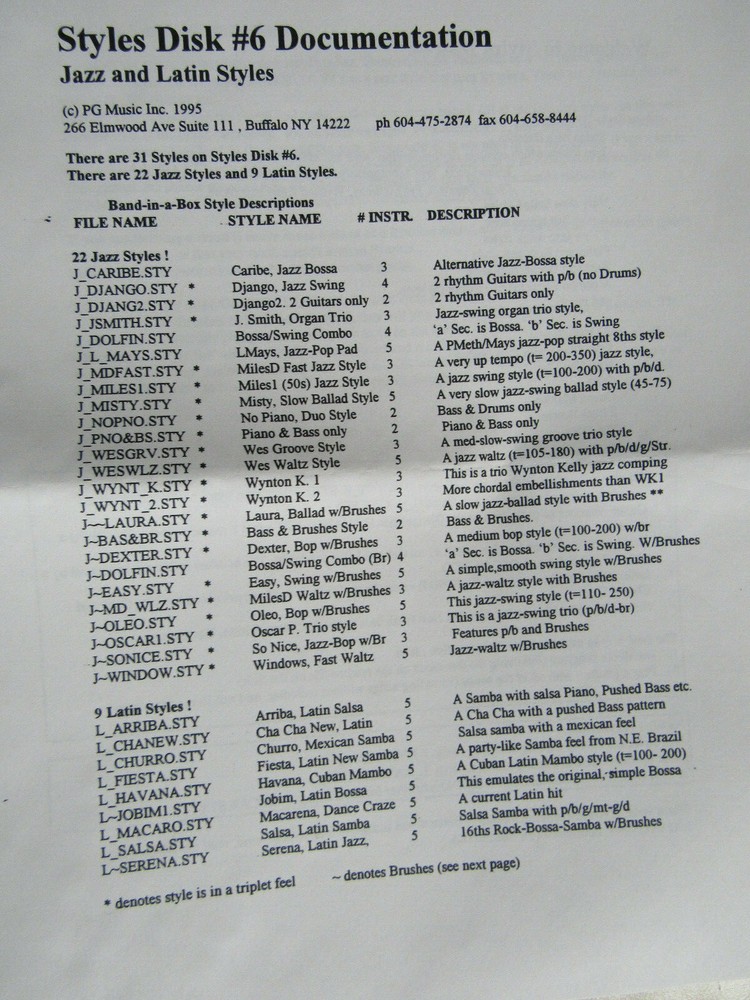 Styles Disk #6 Documentation
Jazz and Latin Styles
(c) PG Music Inc. 1995
266 Elmwood Ave Suite 111 , Buffalo NY 14222 ph 604-475-2874 fax 604-658-8444
There are 31 Styles on Styles Disk #6.
There are 22 Jazz Styles and 9 Latin Styles.
Band-in-a-Box Style Descriptions
FILE NAME STYLE NAME # INSTR. DESCRIPTION
22 Jazz Styles !
J_CARIBE.STY Caribe, Jazz Bossa 3 Alternative Jazz-Bossa style
J_DJANGO.STY * Django, Jazz Swing 4 2 rhythm Guitars with p/b (no Drums)
J_DJANG2.STY * Django2. 2 Guitars only 2 2 rhythm Guitars only
J_JSMITH.STY * J. Smith, Organ Trio 3 Jazz-swing organ trio style,
J_DOLFIN.STY Bossa/Swing Combo 4 'a' Sec. is Bossa. 'b' Sec. is Swing
J_L_MAYS.STY LMays, Jazz-Pop Pad 5 A PMeth/Mays jazz-pop straight 8ths style
J_MDFAST.STY * MilesD Fast Jazz Style 3 A very up tempo (t= 200-350) jazz style,
J_MILES1.STY * Miles1 (50s) Jazz Style 3 A jazz swing style (t=100-200) with p/b/d.
J_MISTY.STY * Misty, Slow Ballad Style 5 A very slow jazz-swing ballad style (45-75)
J_NOPNO.STY * No Piano, Duo Style 2 Bass & Drums only
J_PNO&BS.STY * Piano & Bass only 2 Piano & Bass only
J_WESGRV.STY * Wes Groove Style 3 A med-slow-swing groove trio style
J_WESWLZ.STY * Wes Waltz Style 5 A jazz waltz (t=105-180) with p/b/d/g/Str.
J_WYNT_K.STY * Wynton K. 1 3 This is a trio Wynton Kelly jazz comping
J_WYNT_2.STY * Wynton K. 2 3 More chordal embellishments than WK1
J~~LAURA.STY * Laura, Ballad w/Brushes 5 A slow jazz-ballad style with Brushes **
J~BAS&BR.STY * Bass & Brushes Style 2 Bass & Brushes.
J~DEXTER.STY * Dexter, Bop w/Brushes 3 A medium bop style (t=100-200) w/br
J~DOLFIN.STY Bossa/Swing Combo (Br) 4 'a' Sec. is Bossa. 'b' Sec. is Swing. W/Brushes
J~EASY.STY * Easy, Swing w/Brushes 5 A simple,smooth swing style w/Brushes
J~MD_WLZ.STY * MilesD Waltz w/Brushes 3 A jazz-waltz style with Brushes
J~OLEO.STY * Oleo, Bop w/Brushes 5 This jazz-swing style (t=110- 250)
J~OSCAR1.STY * Oscar P. Trio style 3 This is a jazz-swing trio (p/b/d-br)
J~SONICE.STY * So Nice, Jazz-Bop w/Br 3 Features p/b and Brushes
J~WINDOW.STY * Windows, Fast Waltz 5 Jazz-waltz w/Brushes
9 Latin Styles !
L_ARRIBA.STY Arriba, Latin Salsa 5 A Samba with salsa Piano, Pushed Bass etc.
L_CHANEW.STY Cha Cha New, Latin 5 A Cha Cha with a pushed Bass pattern
L_CHURRO.STY Churro, Mexican Samba 5 Salsa samba with a mexican feel
L_FIESTA.STY Fiesta, Latin New Samba 5 A party-like Samba feel from N.E. Brazil
L_HAVANA.STY Havana, Cuban Mambo 5 A Cuban Latin Mambo style (t=100- 200)
L~JOBIM1.STY Jobim, Latin Bossa 5 This emulates the original, simple Bossa
L_MACARO.STY Macarena, Dance Craze 5 A current Latin hit
L_SALSA.STY Salsa, Latin Samba 5 Salsa Samba with p/b/g/mt-g/d
L~SERENA.STY Serena, Latin Jazz, 5 16ths Rock-Bossa-Samba w/Brushes
* denotes style is in a triplet feel ~ denotes Brushes (see next page)